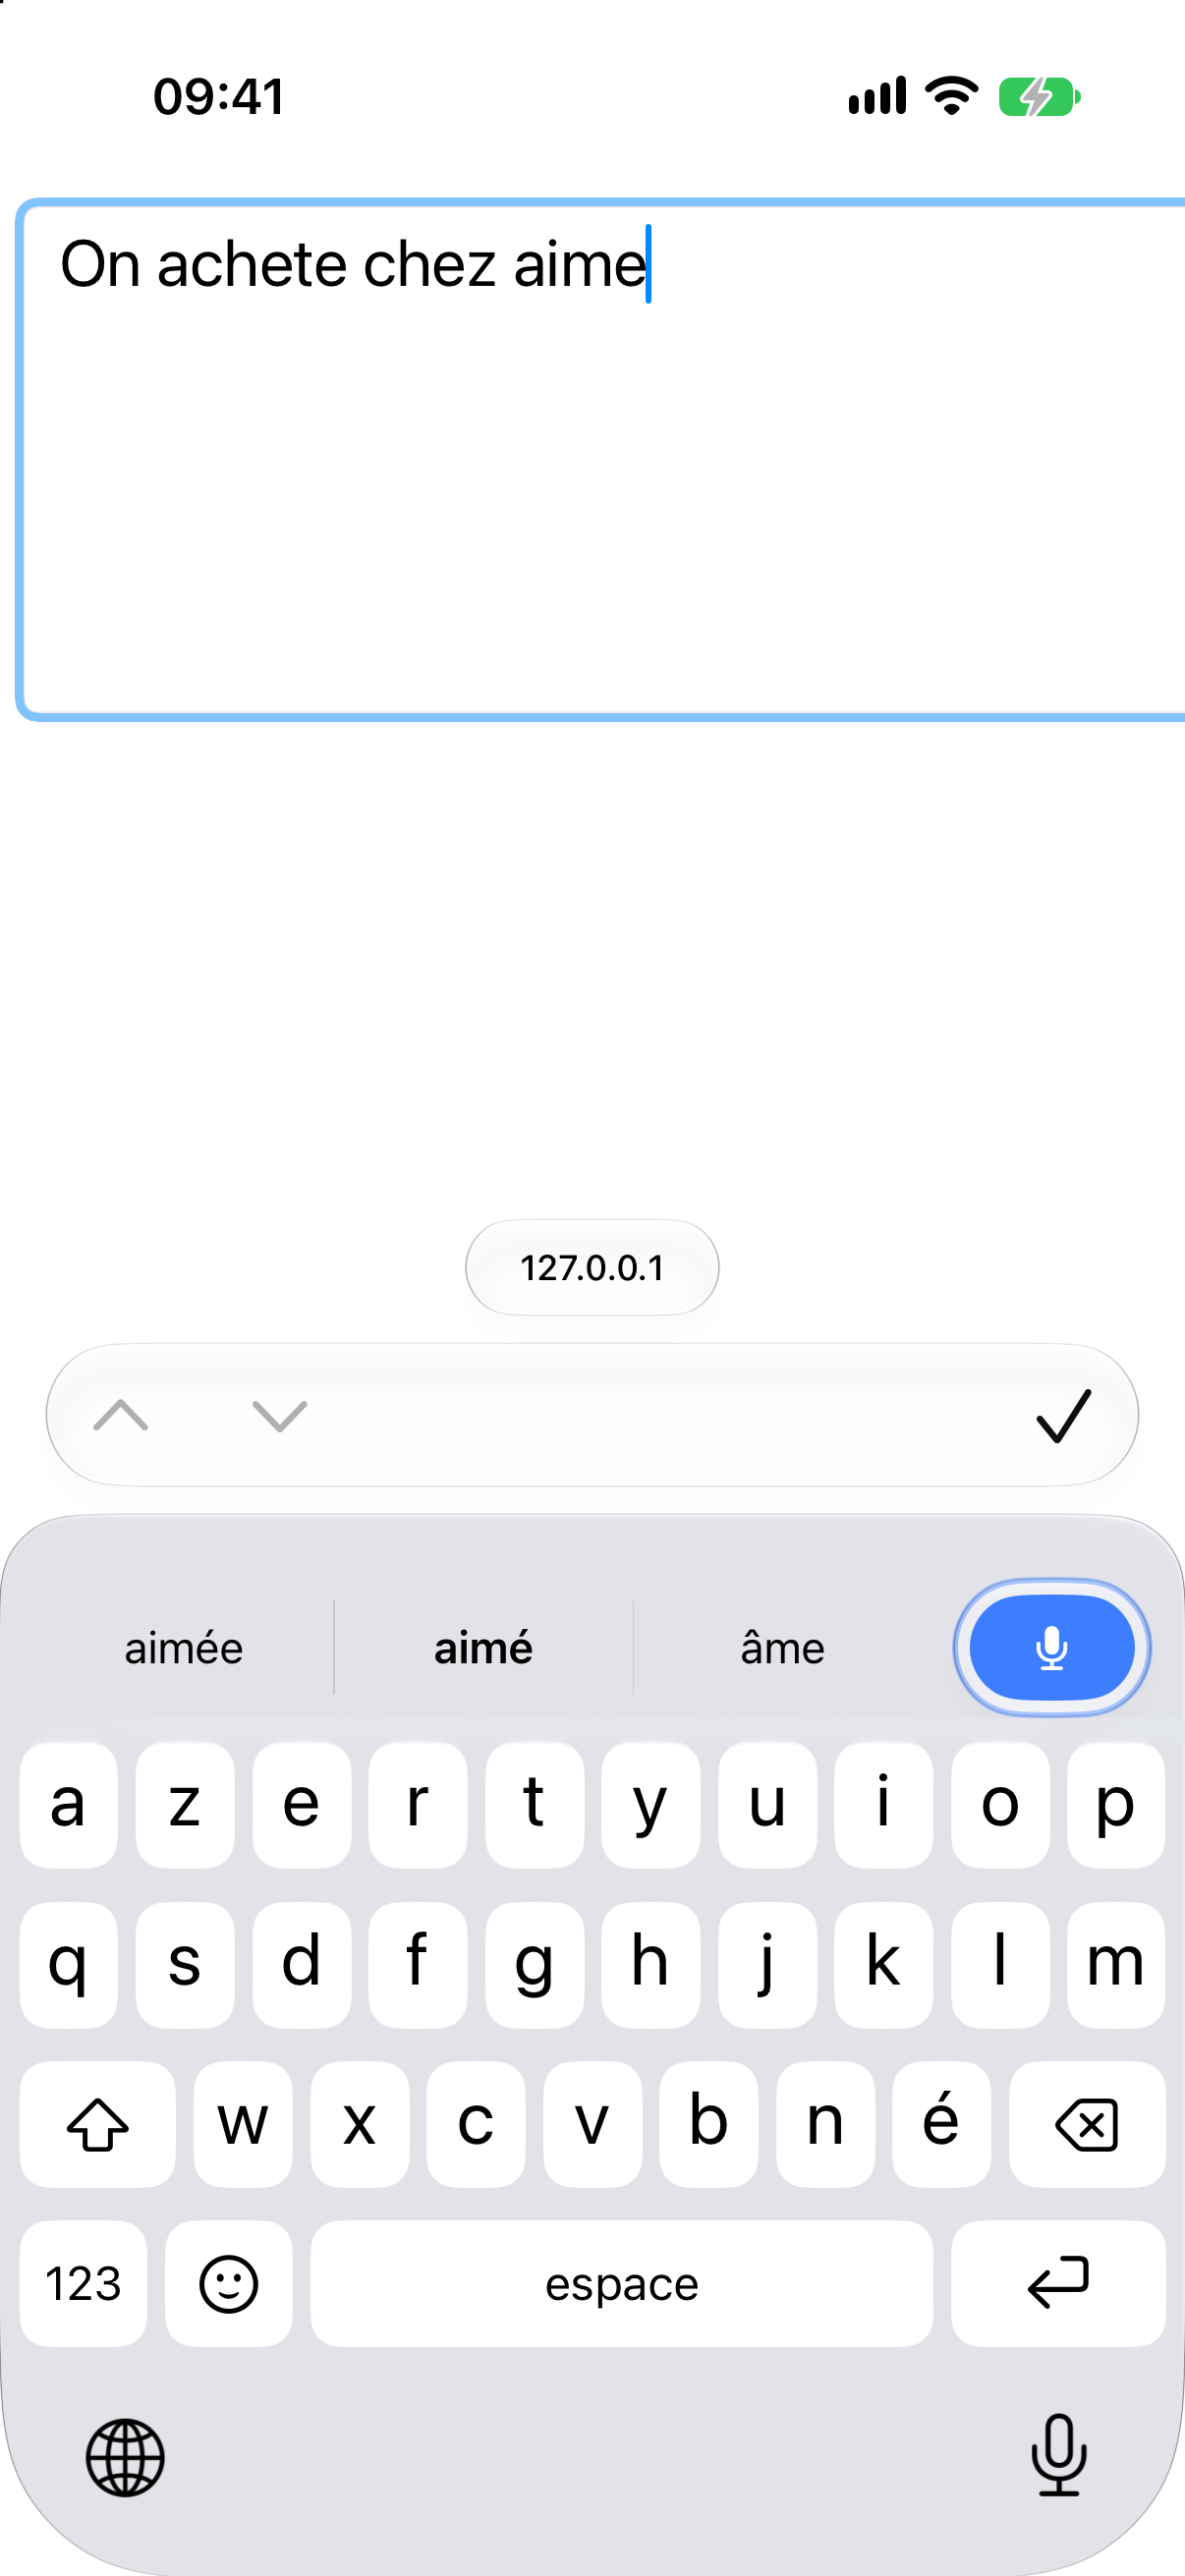 09:41
On achete chez aime
127.0.0.1
aimée aimé âme
a z e r t y u i o p
q s d f g h j k l m
w x c v b n é
123 espace